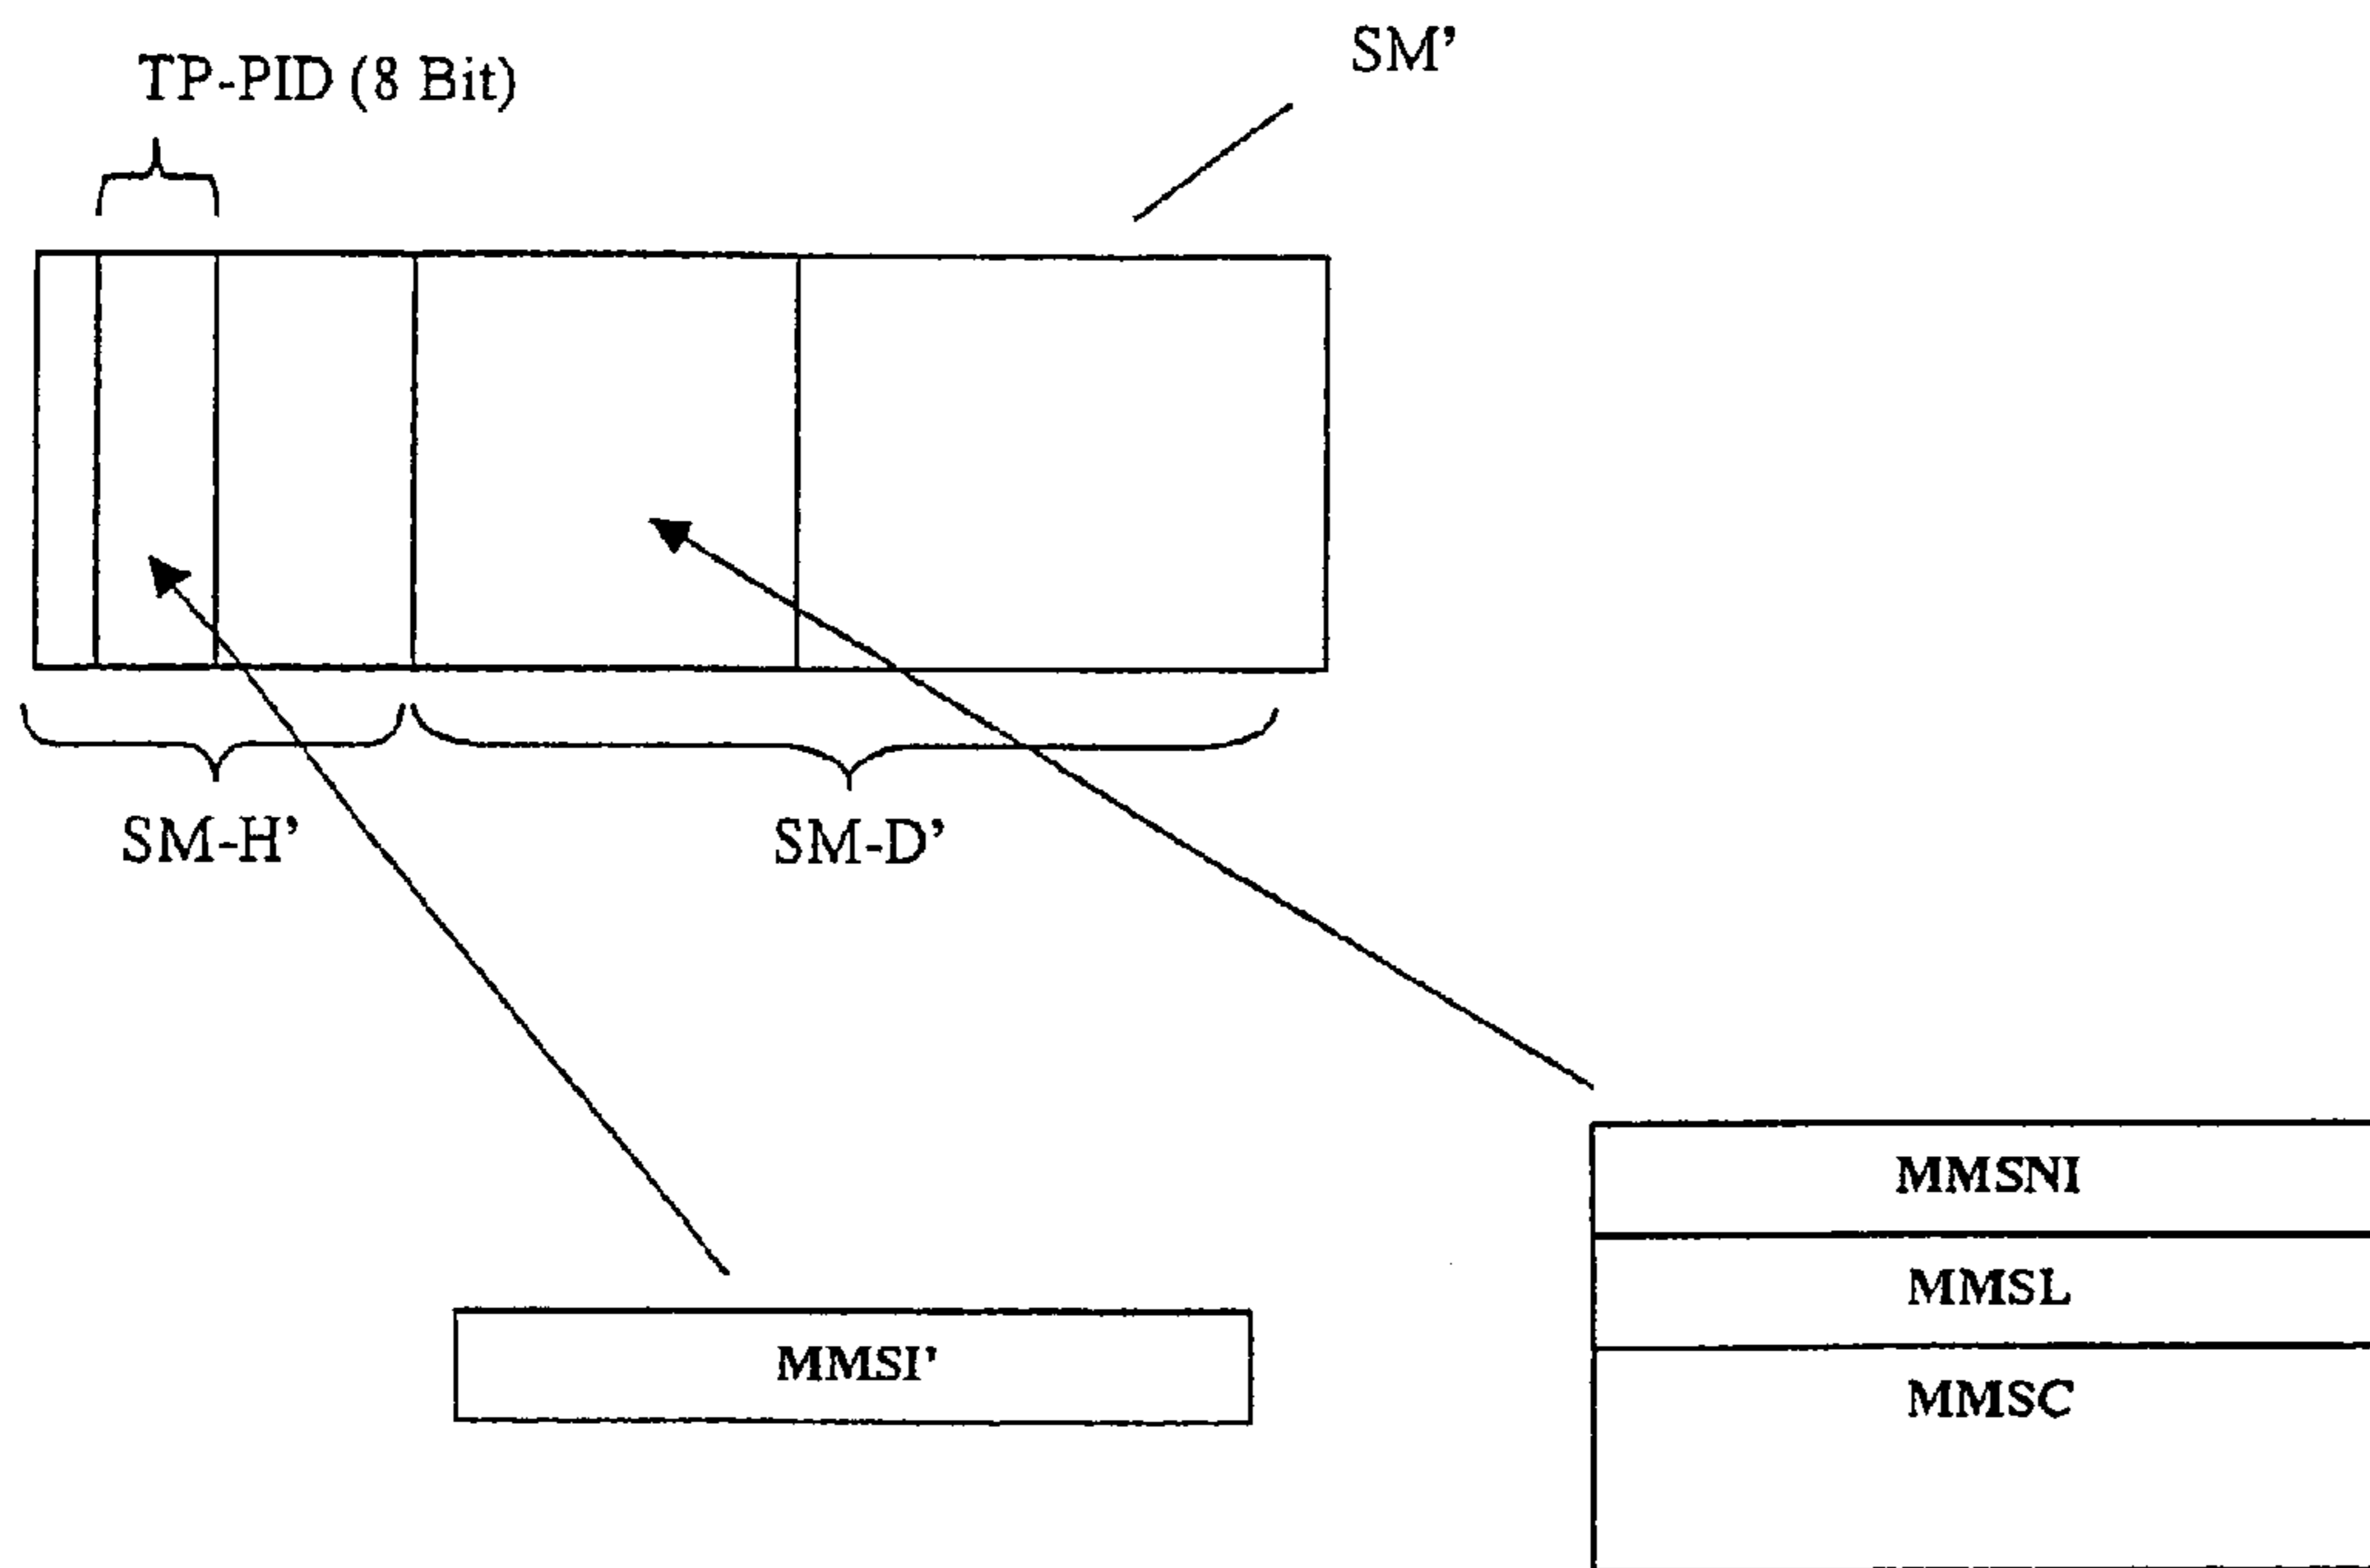 SM’
TP-PID (8 Bit)
SM-H’
SM-D’
MMSNI
MMSL
MMSI'
MMSC